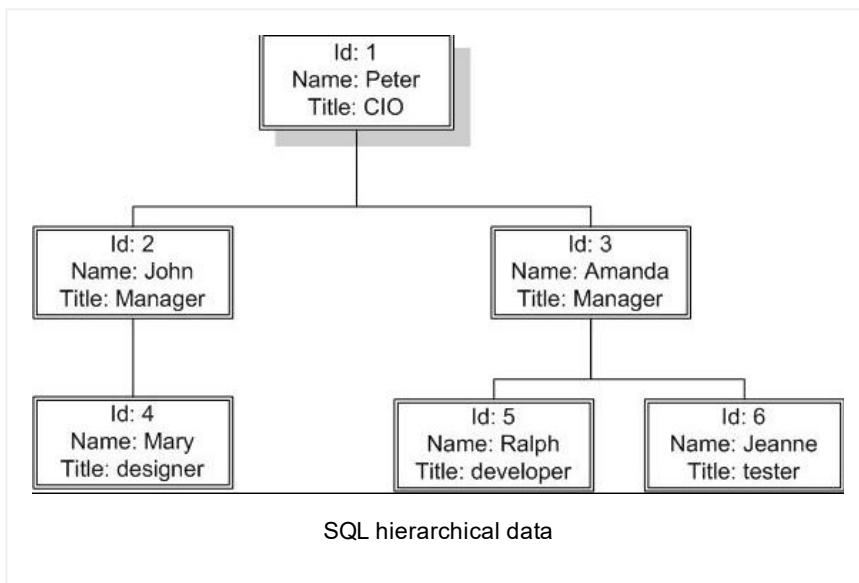 Id: 1
Name: Peter
Title: CIO
Id: 2
Name: John
Title: Manager
Id: 3
Name: Amanda
Title: Manager
Id: 4
Name: Mary
Title: designer
Id: 5
Name: Ralph
Title: developer
Id: 6
Name: Jeanne
Title: tester
SQL hierarchical data